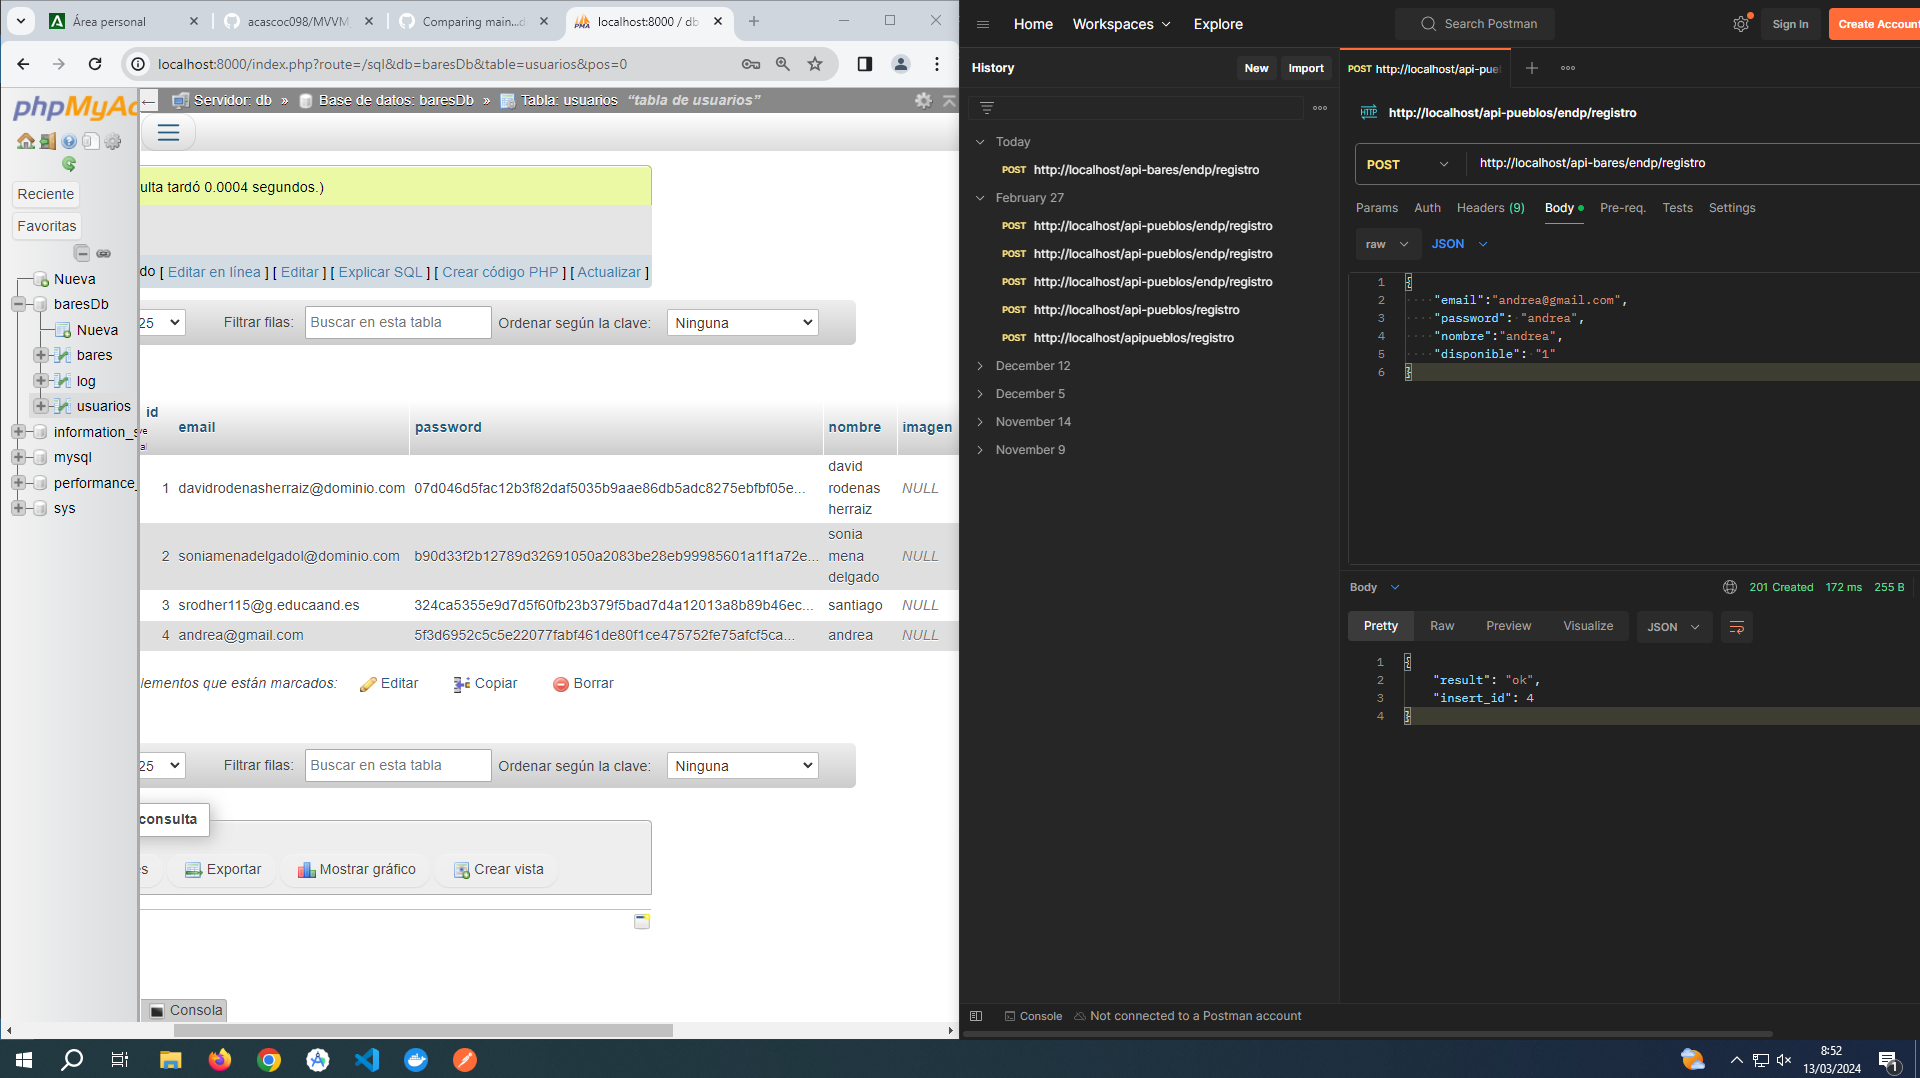 Área personal
acascoc098/MVVM
Comparing main...d
localhost:8000 / db
localhost:8000/index.php?route=/sql&db=baresDb&table=usuarios&pos=0
phpMyAd
Servidor: db » Base de datos: baresDb » Tabla: usuarios “tabla de usuarios”
Reciente
Favoritas
Nueva
baresDb
Nueva
bares
log
usuarios
information_s
mysql
performance_
sys
ulta tardó 0.0004 segundos.)
do [ Editar en línea ] [ Editar ] [ Explicar SQL ] [ Crear código PHP ] [ Actualizar ]
25 Filtrar filas: Buscar en esta tabla Ordenar según la clave: Ninguna
id email password nombre imagen
1 davidrodenasherraiz@dominio.com 07d046d5fac12b3f82daf5035b9aae86db5adc8275ebfbf05e... david rodenas herraiz NULL
2 soniamenadelgadol@dominio.com b90d33f2b12789d32691050a2083be28eb99985601a1f1a72e... sonia mena delgado NULL
3 srodher115@g.educaand.es 324ca5355e9d7d5f60fb23b379f5bad7d4a12013a8b89b46ec... santiago NULL
4 andrea@gmail.com 5f3d6952c5c5e22077fabf461de80f1ce475752fe75afcf5ca... andrea NULL
lementos que están marcados: Editar Copiar Borrar
25 Filtrar filas: Buscar en esta tabla Ordenar según la clave: Ninguna
consulta
s Exportar Mostrar gráfico Crear vista
Consola
Home Workspaces Explore
Search Postman
Sign In
Create Account
History
New
Import
Today
POST http://localhost/api-bares/endp/registro
February 27
POST http://localhost/api-pueblos/endp/registro
POST http://localhost/api-pueblos/endp/registro
POST http://localhost/api-pueblos/endp/registro
POST http://localhost/api-pueblos/registro
POST http://localhost/apipueblos/registro
December 12
December 5
November 14
November 9
POST http://localhost/api-pue
HTTP http://localhost/api-pueblos/endp/registro
POST http://localhost/api-bares/endp/registro
Params Auth Headers (9) Body Pre-req. Tests Settings
raw JSON
1 {
2 "email":"andrea@gmail.com",
3 "password": "andrea",
4 "nombre":"andrea",
5 "disponible": "1"
6 }
Body 201 Created 172 ms 255 B
Pretty Raw Preview Visualize JSON
1 {
2 "result": "ok",
3 "insert_id": 4
4 }
Console Not connected to a Postman account
8:52
13/03/2024
1